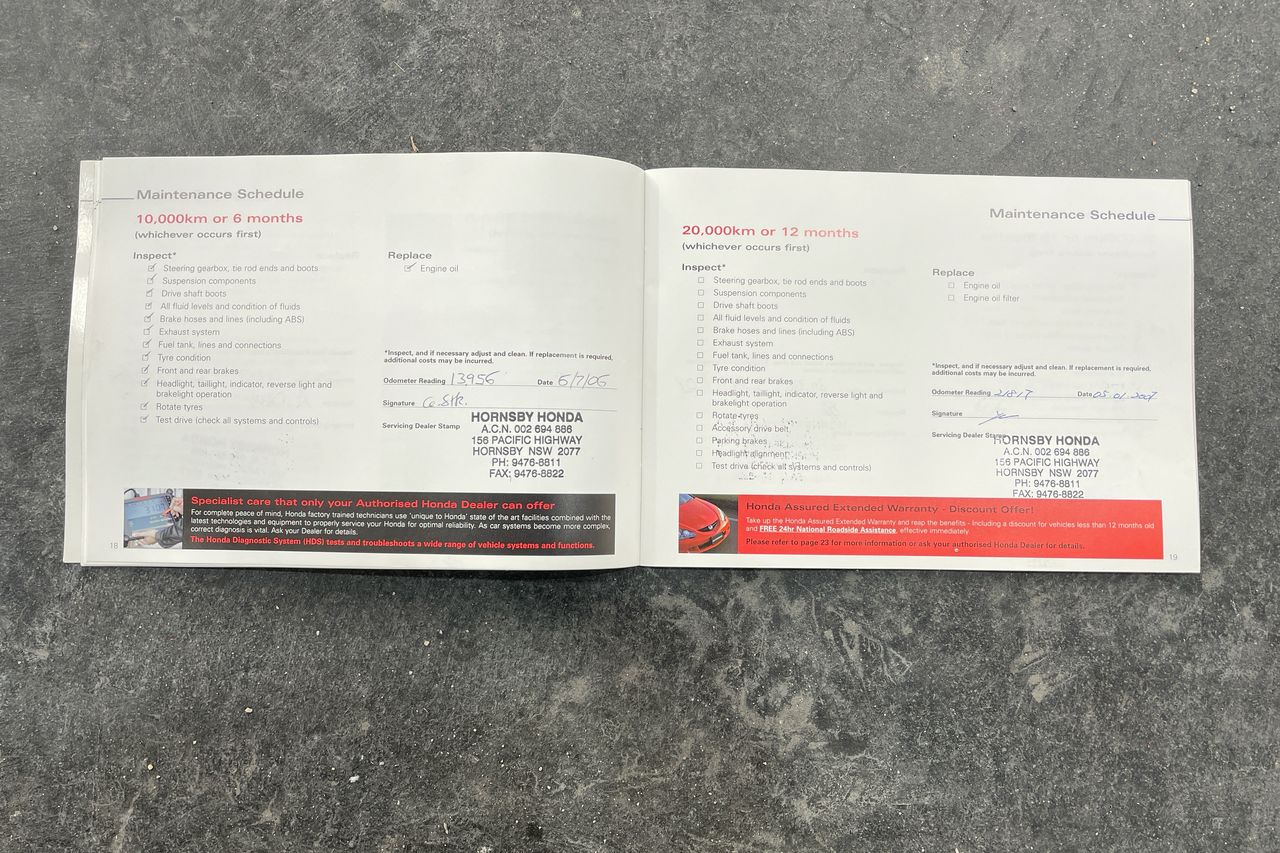 Maintenance Schedule
10,000km or 6 months
(whichever occurs first)
Inspect*
Steering gearbox, tie rod ends and boots
Suspension components
Drive shaft boots
All fluid levels and condition of fluids
Brake hoses and lines (including ABS)
Exhaust system
Fuel tank, lines and connections
Tyre condition
Front and rear brakes
Headlight, taillight, indicator, reverse light and
brakelight operation
Rotate tyres
Test drive (check all systems and controls)
Replace
Engine oil
*Inspect, and if necessary adjust and clean. If replacement is required,
additional costs may be incurred.
Odometer Reading 13956 Date 6/7/06
Signature
Servicing Dealer Stamp
HORNSBY HONDA
A.C.N. 002 694 886
156 PACIFIC HIGHWAY
HORNSBY NSW 2077
PH: 9476-8811
FAX: 9476-8822
Specialist care that only your Authorised Honda Dealer can offer
For complete peace of mind, Honda factory trained technicians use 'unique to Honda' state of the art facilities combined with the
latest technologies and equipment to properly service your Honda for optimal reliability. As car systems become more complex,
correct diagnosis is vital. Ask your Dealer for details.
The Honda Diagnostic System (HDS) tests and troubleshoots a wide range of vehicle systems and functions.
18
Maintenance Schedule
20,000km or 12 months
(whichever occurs first)
Inspect*
Steering gearbox, tie rod ends and boots
Suspension components
Drive shaft boots
All fluid levels and condition of fluids
Brake hoses and lines (including ABS)
Exhaust system
Fuel tank, lines and connections
Tyre condition
Front and rear brakes
Headlight, taillight, indicator, reverse light and
brakelight operation
Rotate tyres
Accessory drive belt
Parking brakes
Headlight alignment
Test drive (check all systems and controls)
Replace
Engine oil
Engine oil filter
*Inspect, and if necessary adjust and clean. If replacement is required,
additional costs may be incurred.
Odometer Reading 21817 Date 05.01.2007
Signature
Servicing Dealer Stamp
HORNSBY HONDA
A.C.N. 002 694 886
156 PACIFIC HIGHWAY
HORNSBY NSW 2077
PH: 9476-8811
FAX: 9476-8822
Honda Assured Extended Warranty - Discount Offer!
Take up the Honda Assured Extended Warranty and reap the benefits - Including a discount for vehicles less than 12 months old
and FREE 24hr National Roadside Assistance, effective immediately.
Please refer to page 23 for more information or ask your authorised Honda Dealer for details.
19